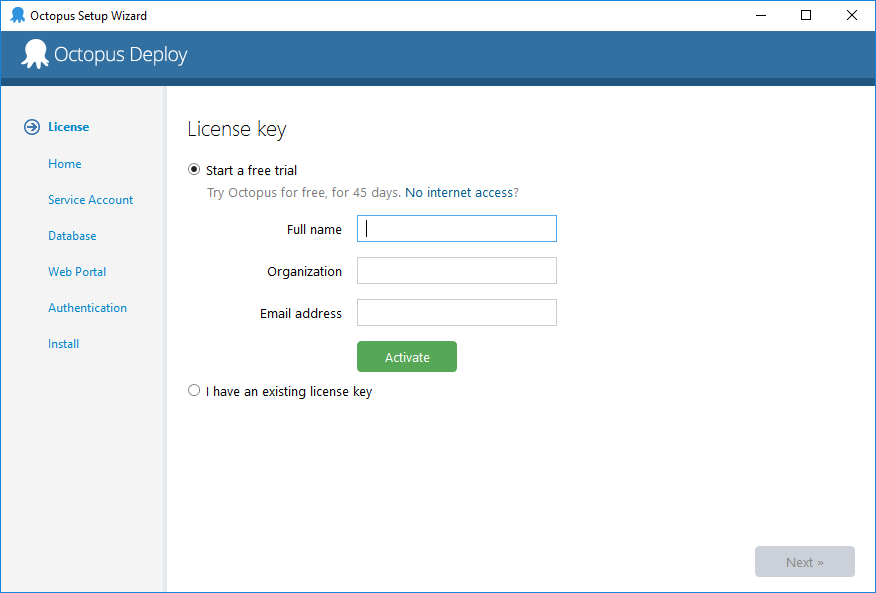 Octopus Setup Wizard
Octopus Deploy
License
Home
Service Account
Database
Web Portal
Authentication
Install
License key
Start a free trial
Try Octopus for free, for 45 days. No internet access?
Full name
Organization
Email address
Activate
I have an existing license key
Next »